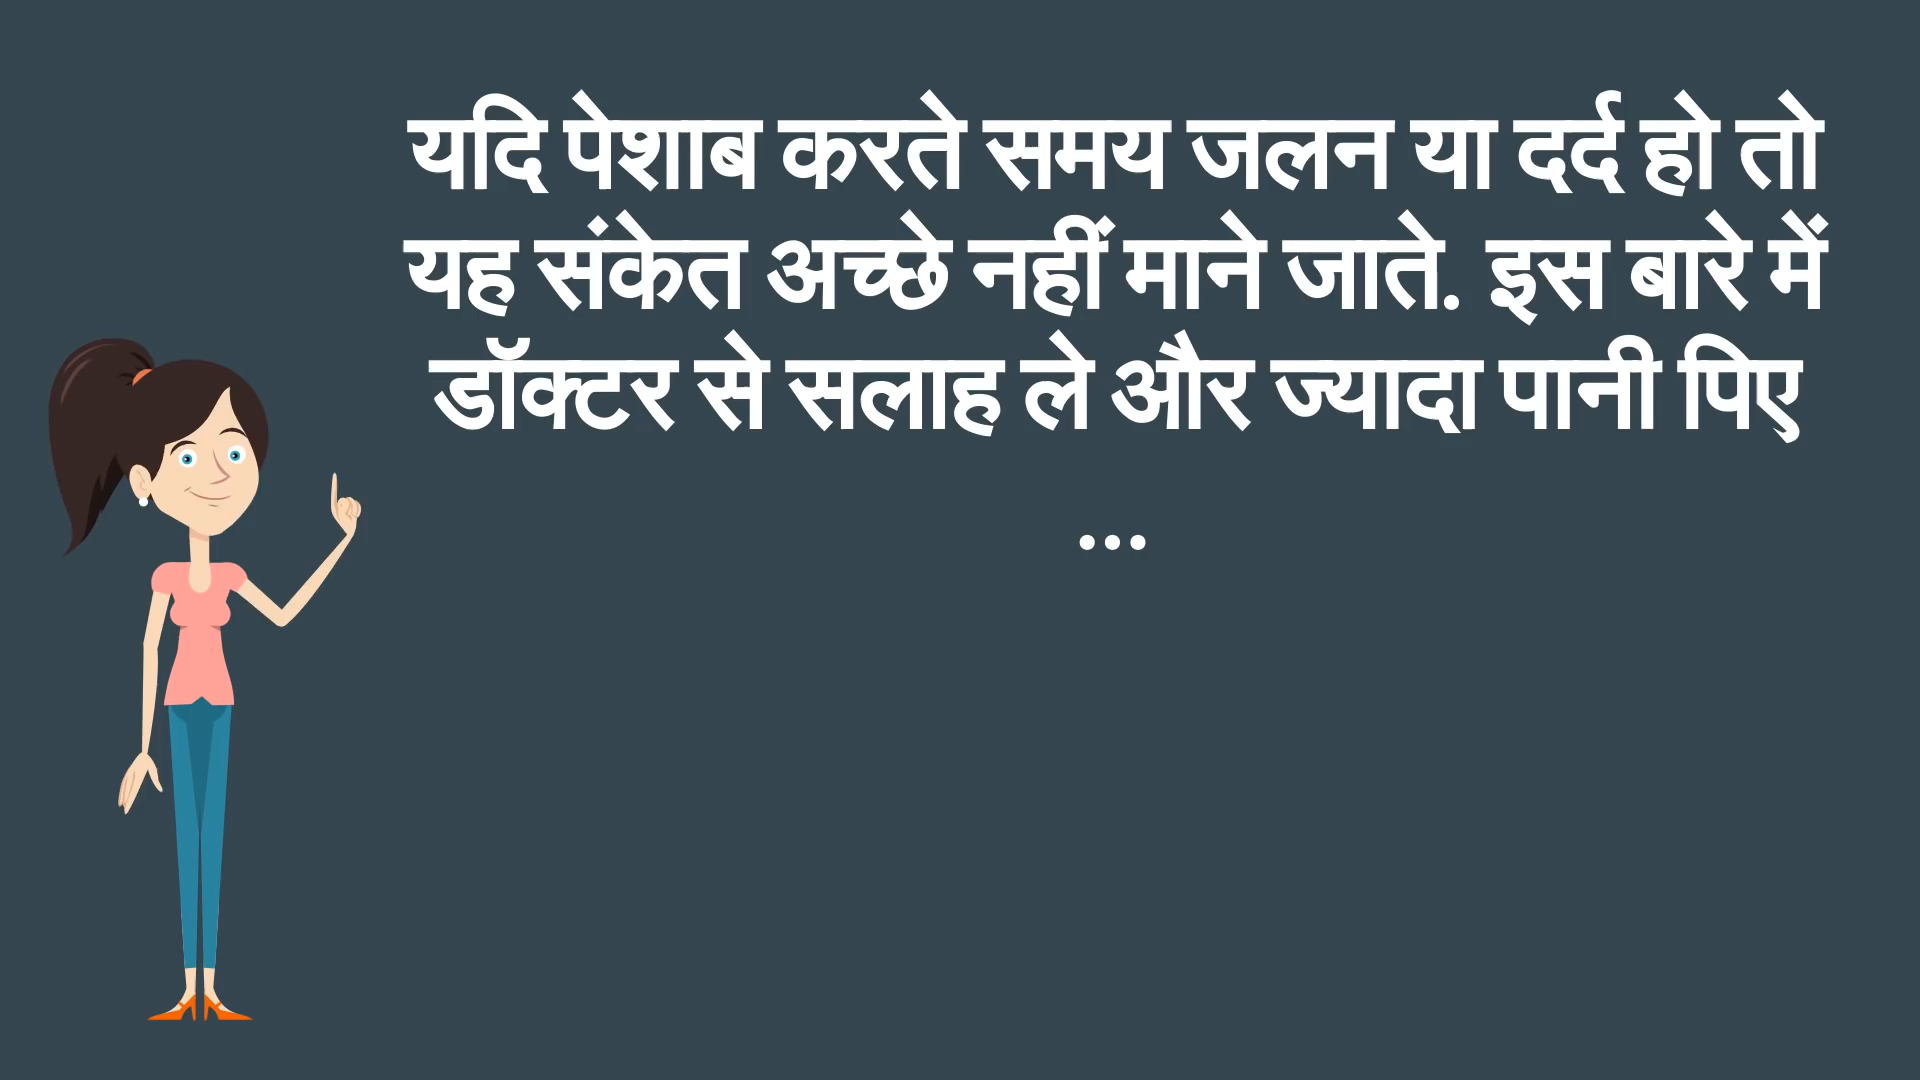 यदि पेशाब करते समय जलन या दर्द हो तो
यह संकेत अच्छे नहीं माने जाते. इस बारे में
डॉक्टर से सलाह ले और ज्यादा पानी पिए
...